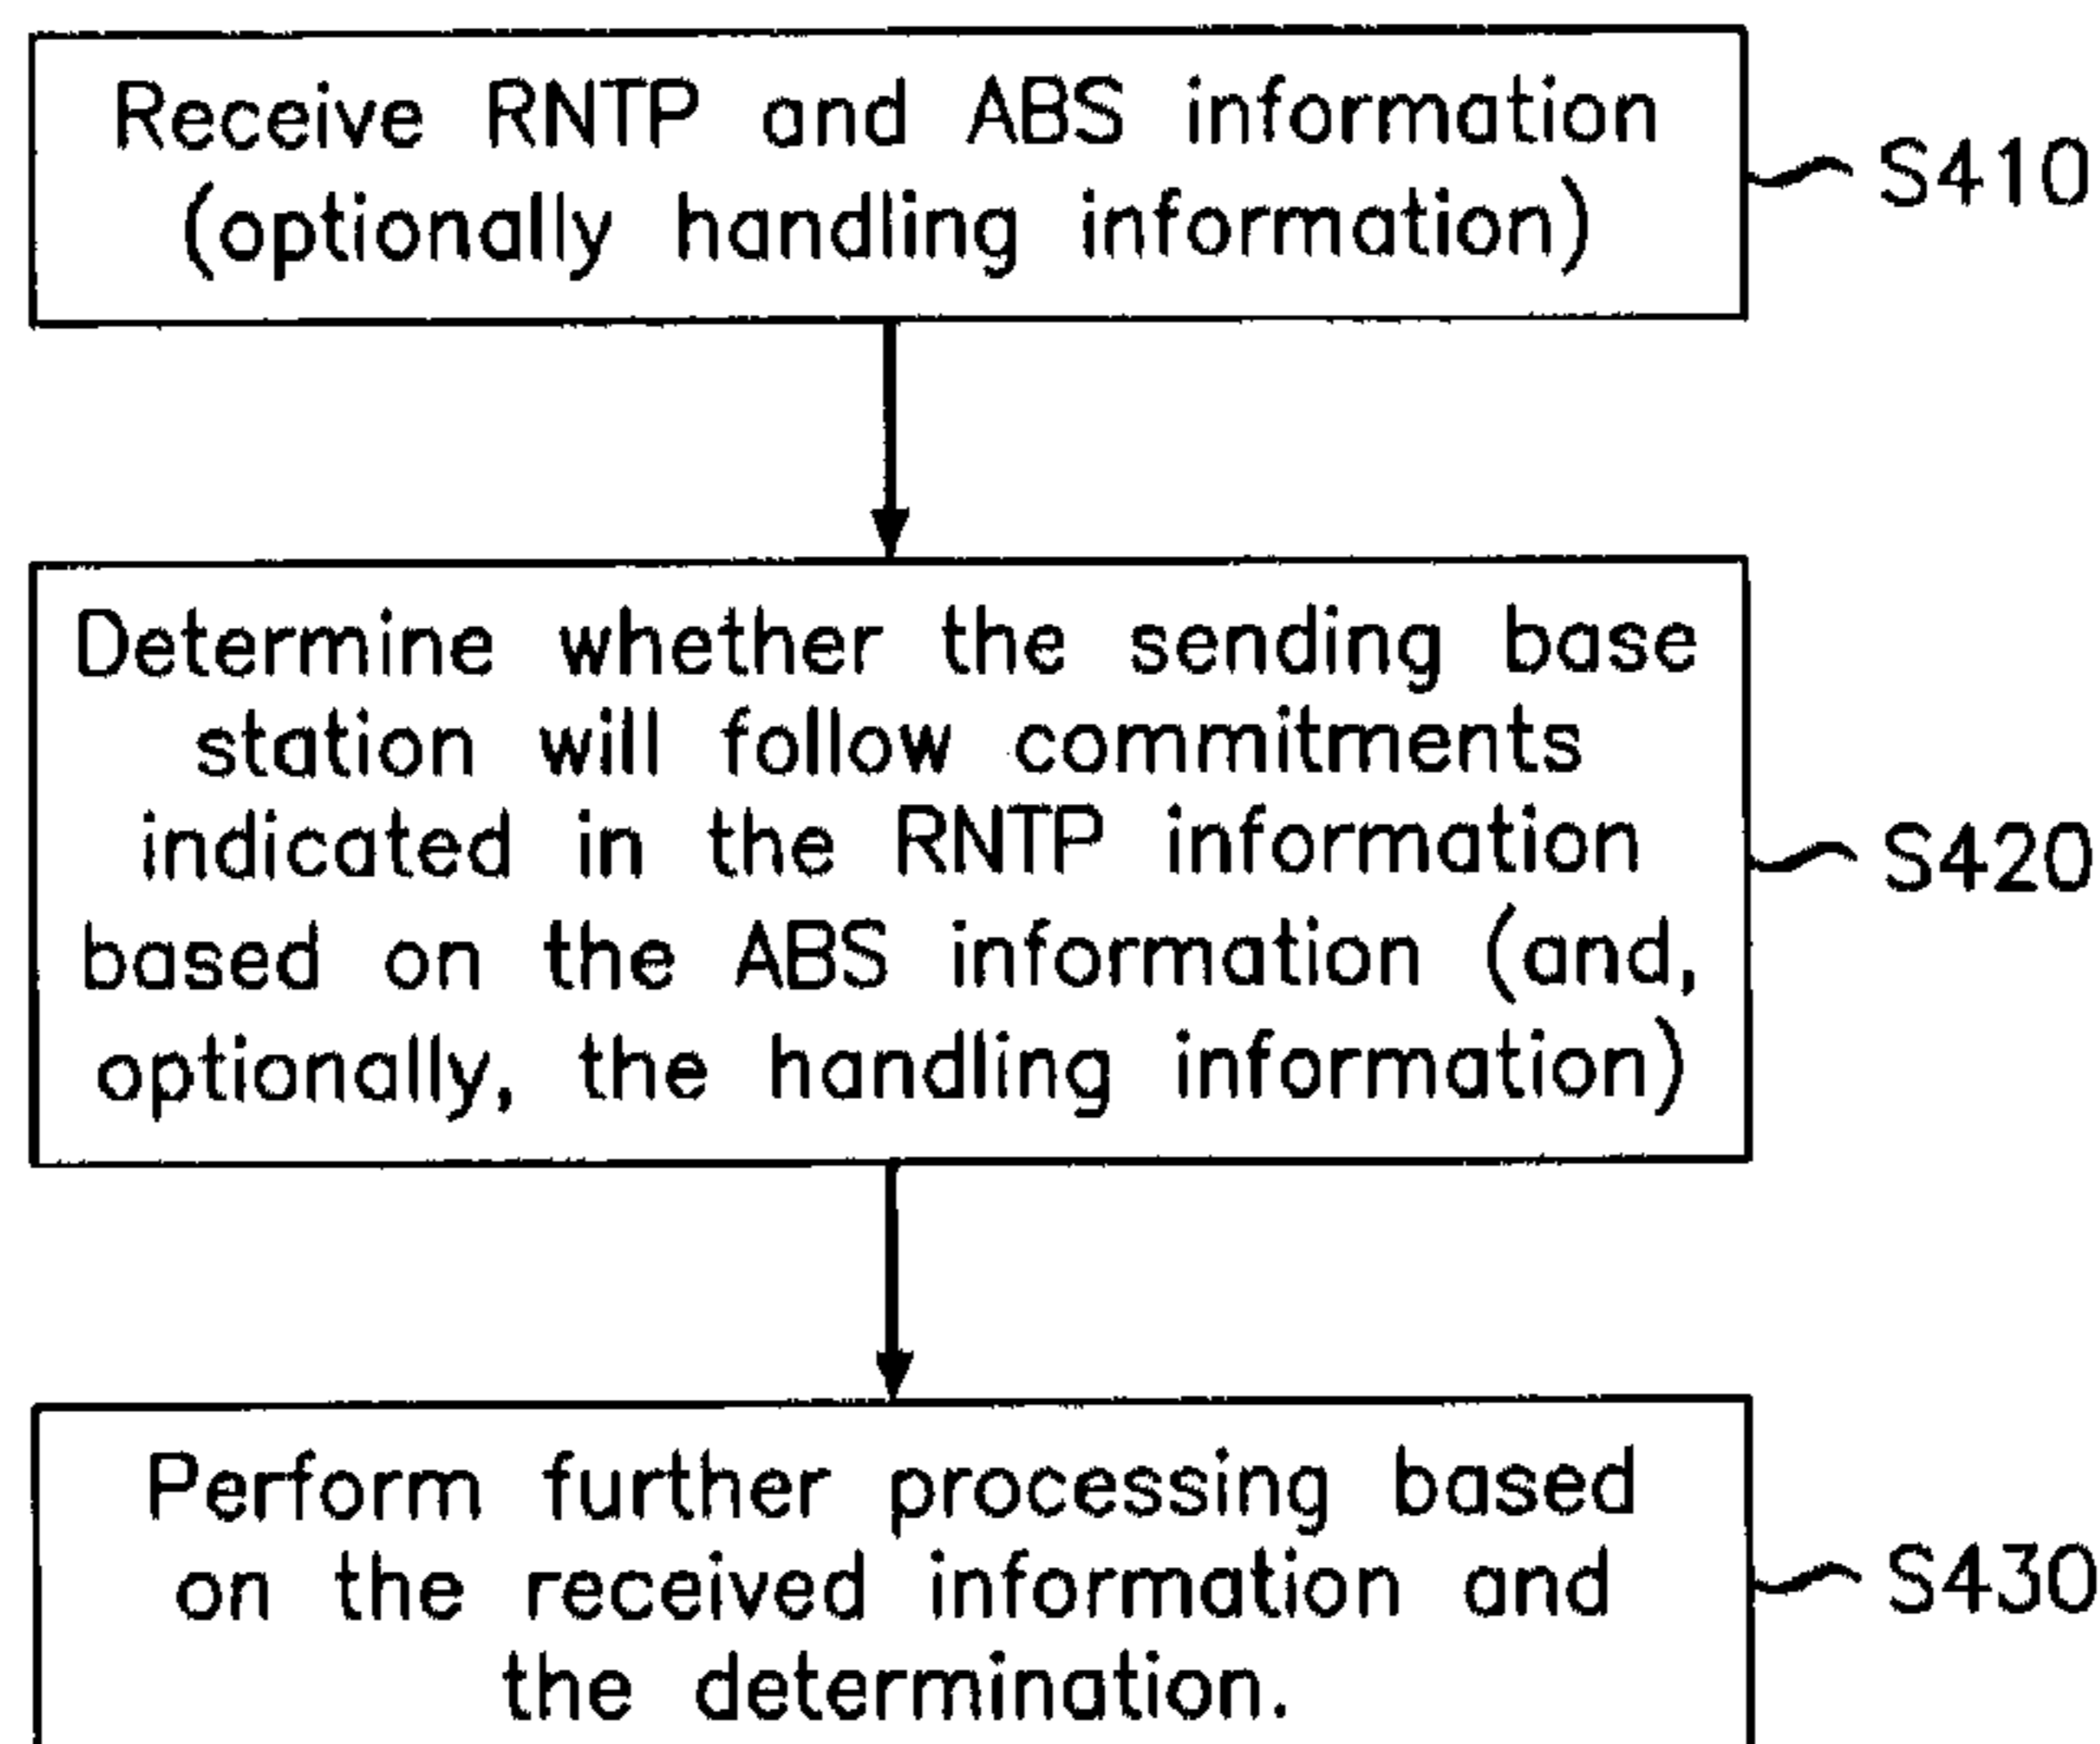 Receive RNTP and ABS information
(optionally handling information)
S410
Determine whether the sending base
station will follow commitments
indicated in the RNTP information
based on the ABS information (and,
optionally, the handling information)
S420
Perform further processing based
on the received information and
the determination.
S430